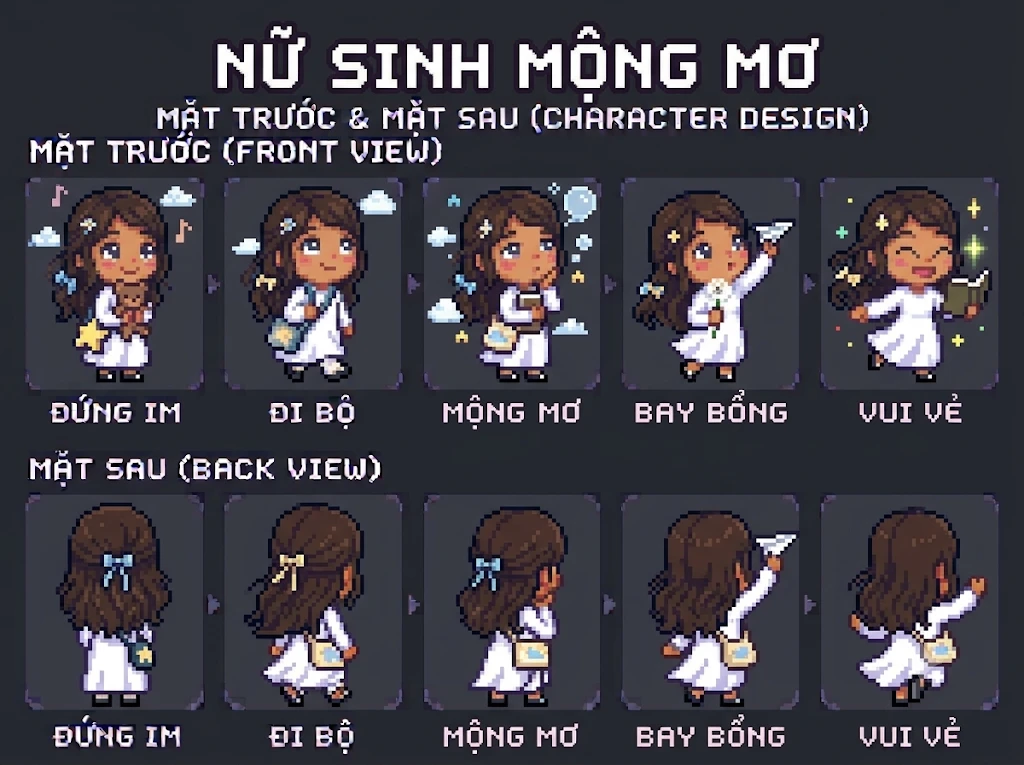 NỮ SINH MỘNG MƠ
MẶT TRƯỚC & MẶT SAU (CHARACTER DESIGN)
MẶT TRƯỚC (FRONT VIEW)
ĐỨNG IM ĐI BỘ MỘNG MƠ BAY BỔNG VUI VẺ
MẶT SAU (BACK VIEW)
ĐỨNG IM ĐI BỘ MỘNG MƠ BAY BỔNG VUI VẺ